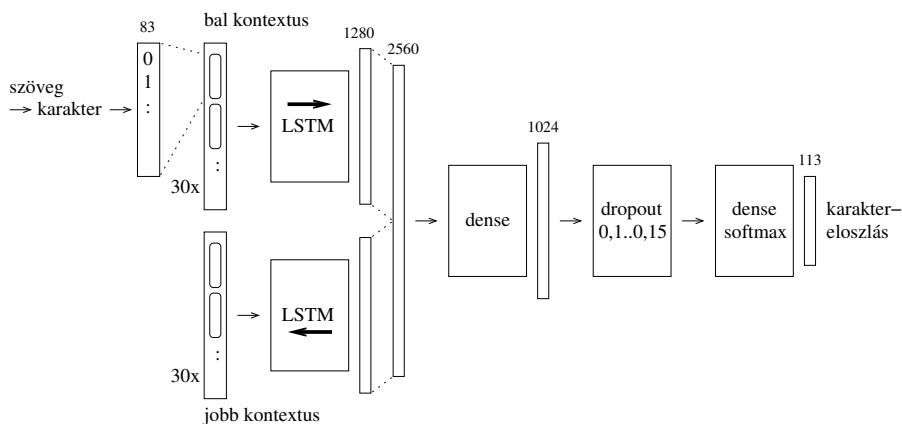 bal kontextus
83
1280
2560
0
1
:
szöveg
karakter
:
30x
LSTM
1024
113
dense
dropout
0,1..0,15
dense
softmax
karakter–
eloszlás
LSTM
:
30x
jobb kontextus